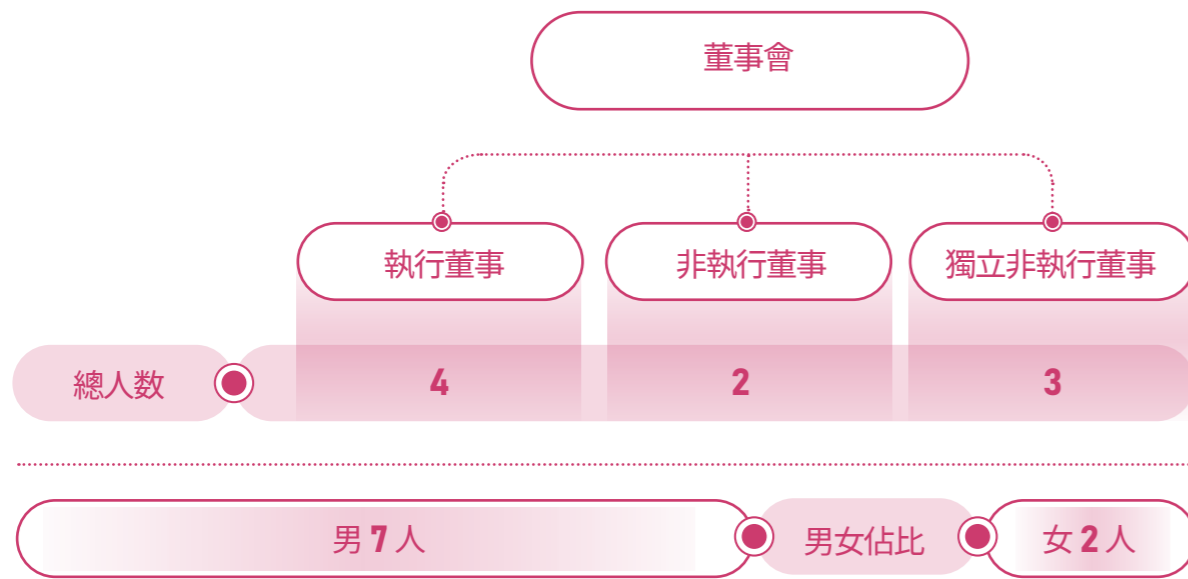 董事會
執行董事 非執行董事 獨立非執行董事
總人数 4 2 3
男 7 人 男女佔比 女 2 人